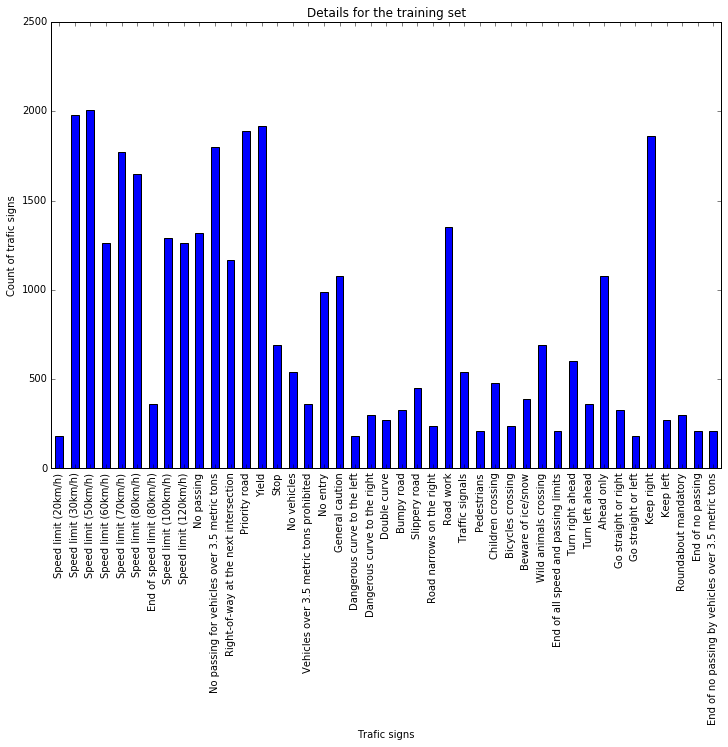 Details for the training set
2500
2000
1500
1000
500
0
Count of trafic signs
Speed limit (20km/h)
Speed limit (30km/h)
Speed limit (50km/h)
Speed limit (60km/h)
Speed limit (70km/h)
Speed limit (80km/h)
End of speed limit (80km/h)
Speed limit (100km/h)
Speed limit (120km/h)
No passing
No passing for vehicles over 3.5 metric tons
Right-of-way at the next intersection
Priority road
Yield
Stop
No vehicles
Vehicles over 3.5 metric tons prohibited
No entry
General caution
Dangerous curve to the left
Dangerous curve to the right
Double curve
Bumpy road
Slippery road
Road narrows on the right
Road work
Traffic signals
Pedestrians
Children crossing
Bicycles crossing
Beware of ice/snow
Wild animals crossing
End of all speed and passing limits
Turn right ahead
Turn left ahead
Ahead only
Go straight or right
Go straight or left
Keep right
Keep left
Roundabout mandatory
End of no passing
End of no passing by vehicles over 3.5 metric tons
Trafic signs